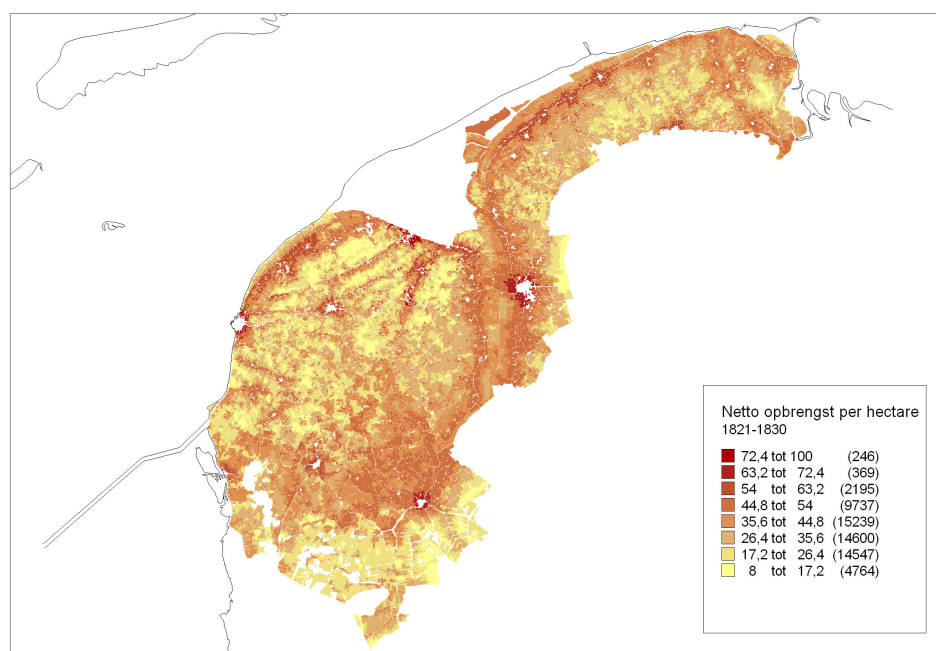 Netto opbrengst per hectare
1821-1830
72,4 tot 100 (246)
63,2 tot 72,4 (369)
54 tot 63,2 (2195)
44,8 tot 54 (9737)
35,6 tot 44,8 (15239)
26,4 tot 35,6 (14600)
17,2 tot 26,4 (14547)
8 tot 17,2 (4764)